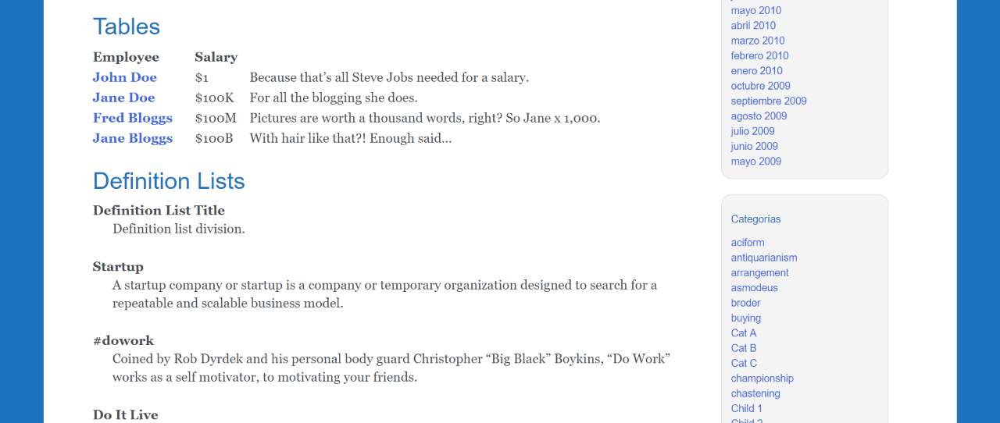 Tables
Employee Salary
John Doe $1 Because that’s all Steve Jobs needed for a salary.
Jane Doe $100K For all the blogging she does.
Fred Bloggs $100M Pictures are worth a thousand words, right? So Jane x 1,000.
Jane Bloggs $100B With hair like that?! Enough said…
Definition Lists
Definition List Title
Definition list division.
Startup
A startup company or startup is a company or temporary organization designed to search for a
repeatable and scalable business model.
#dowork
Coined by Rob Dyrdek and his personal body guard Christopher “Big Black” Boykins, “Do Work”
works as a self motivator, to motivating your friends.
Do It Live
mayo 2010
abril 2010
marzo 2010
febrero 2010
enero 2010
octubre 2009
septiembre 2009
agosto 2009
julio 2009
junio 2009
mayo 2009
Categorías
aciform
antiquarianism
arrangement
asmodeus
broder
buying
Cat A
Cat B
Cat C
championship
chastening
Child 1
Child 2